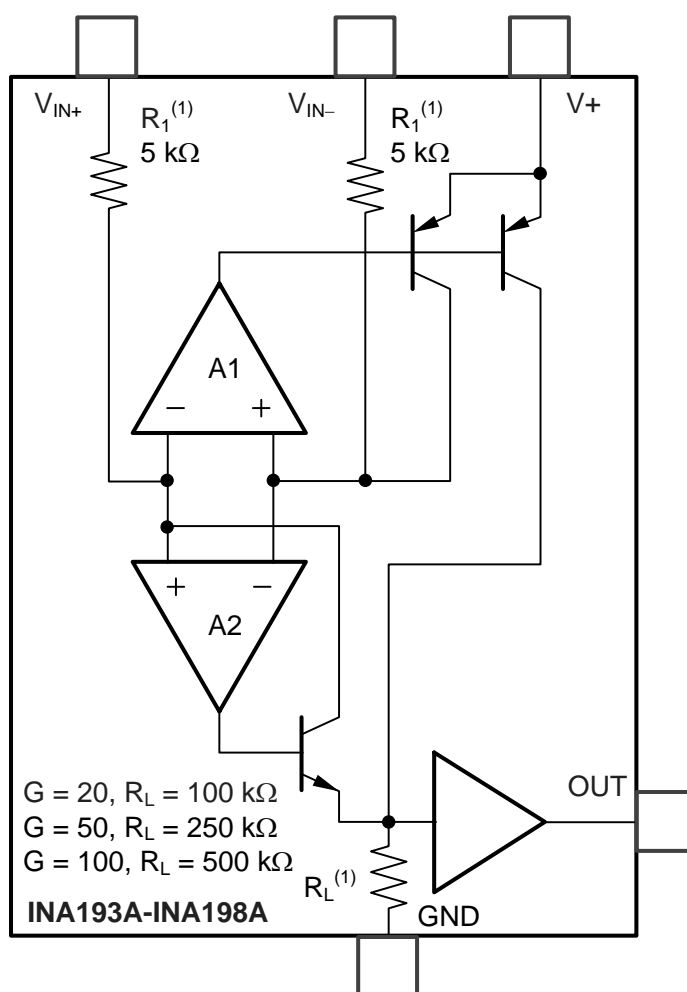 V_IN+
R_1^(1)
5 kΩ
V_IN–
R_1^(1)
5 kΩ
V+
A1
– +
+ –
A2
OUT
G = 20, R_L = 100 kΩ
G = 50, R_L = 250 kΩ
G = 100, R_L = 500 kΩ
R_L^(1)
INA193A-INA198A
GND